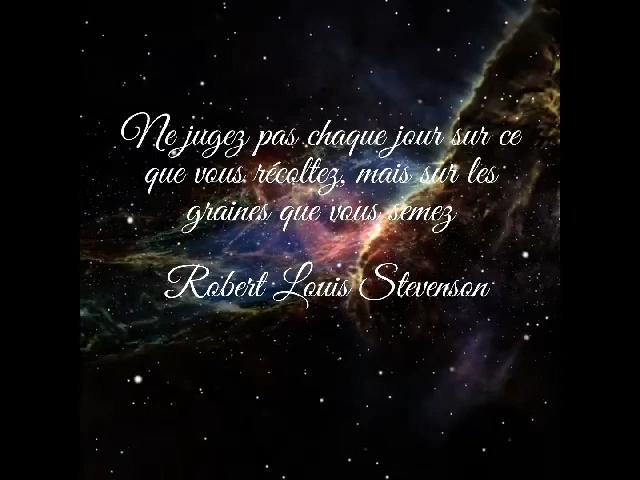 Ne jugez pas chaque jour sur ce
que vous récoltez, mais sur les
graines que vous semez
Robert Louis Stevenson